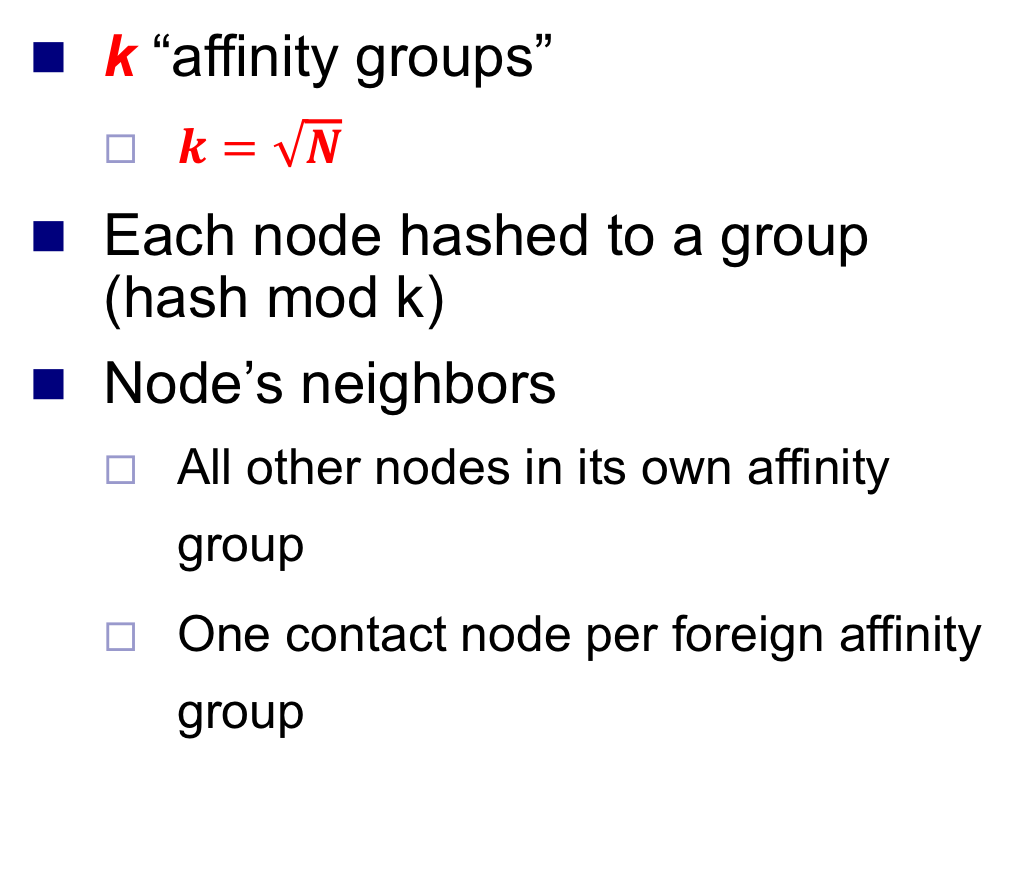 k “affinity groups”
k = √N
Each node hashed to a group
(hash mod k)
Node’s neighbors
All other nodes in its own affinity
group
One contact node per foreign affinity
group